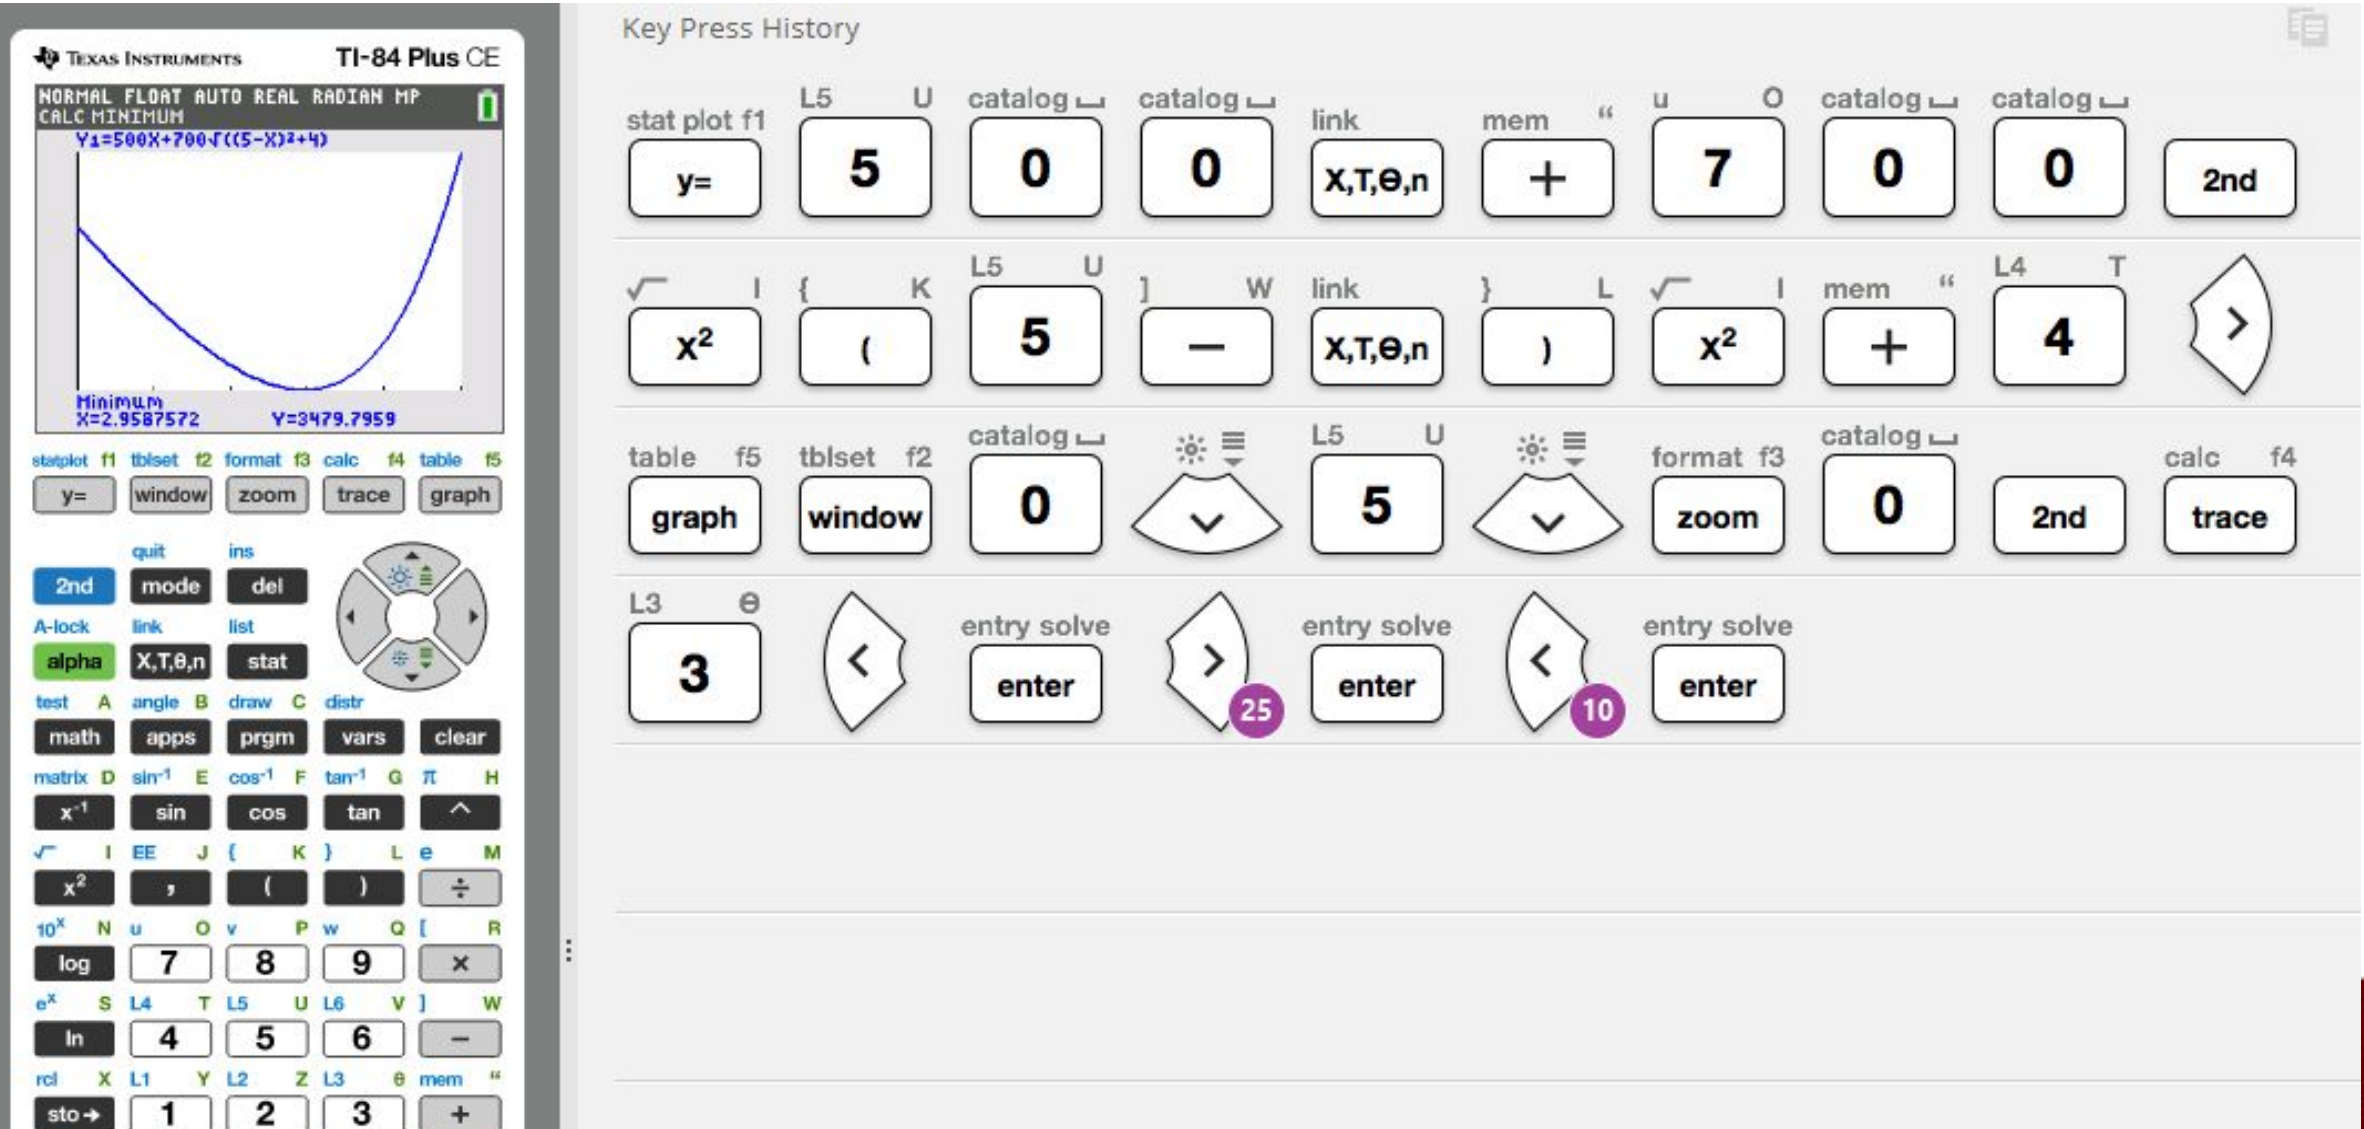 Key Press History
TEXAS INSTRUMENTS TI-84 Plus CE
NORMAL FLOAT AUTO REAL RADIAN MP
CALC MINIMUM
Y1=500X+700√((5-X)²+4)
Minimum
X=2.9587572 Y=3479.7959
statplot f1 tblset f2 format f3 calc f4 table f5
y= window zoom trace graph
quit ins
2nd mode del
A-lock link list
alpha X,T,θ,n stat
test A angle B draw C distr
math apps prgm vars clear
matrix D sin-1 E cos-1 F tan-1 G π H
x-1 sin cos tan ^
√ I EE J { K } L e M
x² , ( ) ÷
10x N u O v P w Q [ R
log 7 8 9 ×
ex S L4 T L5 U L6 V ] W
ln 4 5 6 −
rcl X L1 Y L2 Z L3 θ mem “
sto→ 1 2 3 +
stat plot f1 L5 U catalog catalog link mem “ u O catalog catalog
y= 5 0 0 X,T,Θ,n + 7 0 0 2nd
√ I { K L5 U ] W link } L √ I mem “ L4 T
x² ( 5 − X,T,Θ,n ) x² + 4 >
table f5 tblset f2 catalog L5 U format f3 catalog calc f4
graph window 0 5 zoom 0 2nd trace
L3 Θ entry solve entry solve entry solve
3 < enter > 25 enter < 10 enter